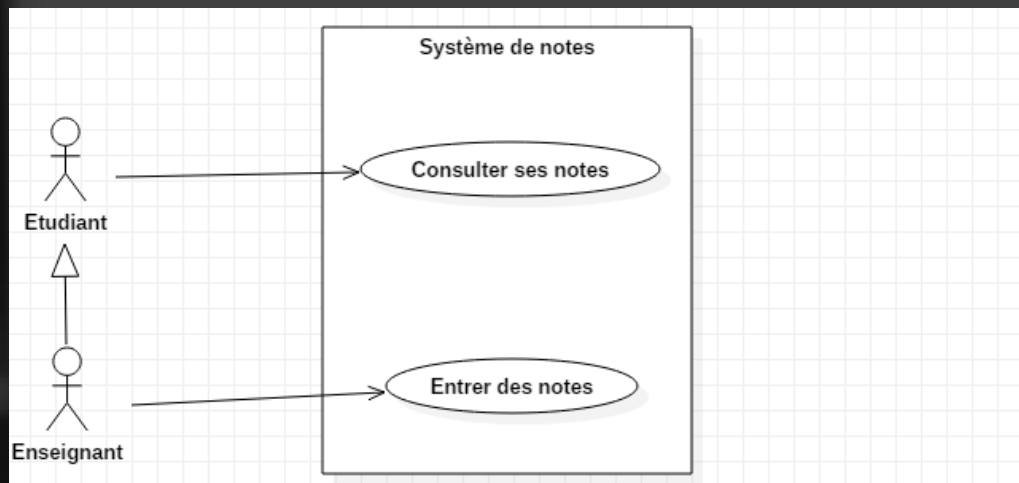 Système de notes
Consulter ses notes
Etudiant
Entrer des notes
Enseignant